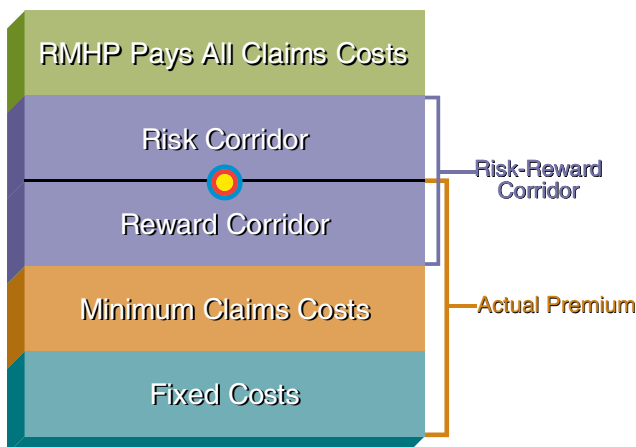 RMHP Pays All Claims Costs
Risk Corridor
Risk-Reward
Corridor
Reward Corridor
Minimum Claims Costs
Actual Premium
Fixed Costs